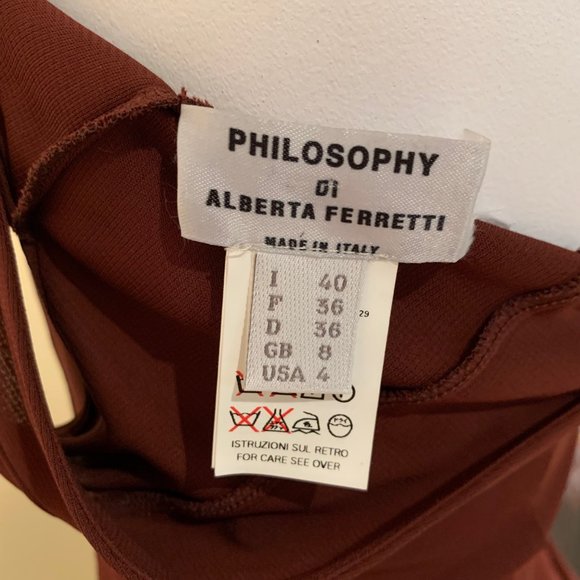 PHILOSOPHY
di
ALBERTA FERRETTI
MADE IN ITALY
I 40
F 36
D 36
GB 8
USA 4
29
ISTRUZIONI SUL RETRO
FOR CARE SEE OVER